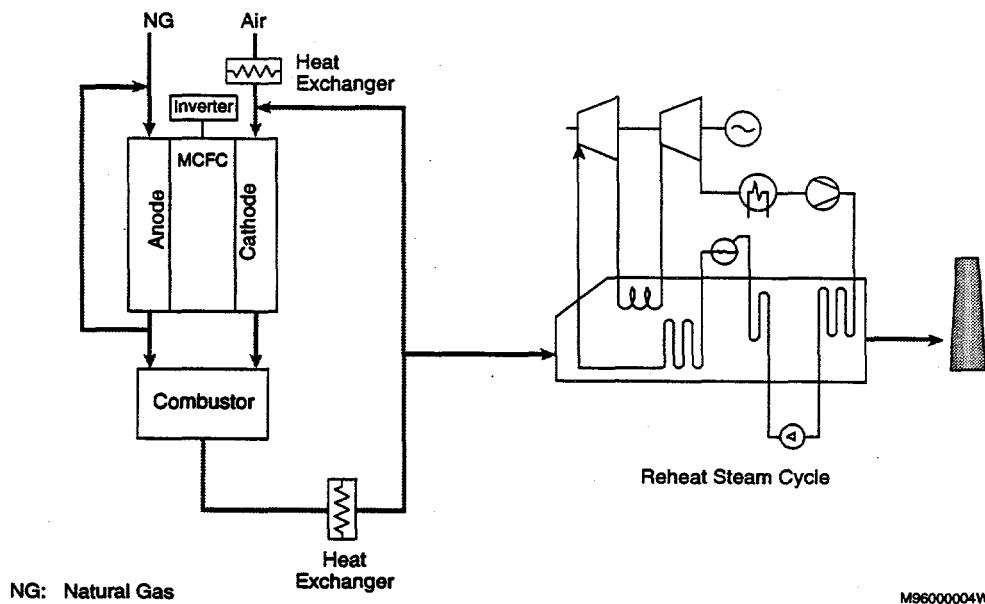 NG
Air
Heat
Exchanger
Inverter
MCFC
Anode
Cathode
Combustor
Reheat Steam Cycle
Heat
Exchanger
NG: Natural Gas
M96000004W